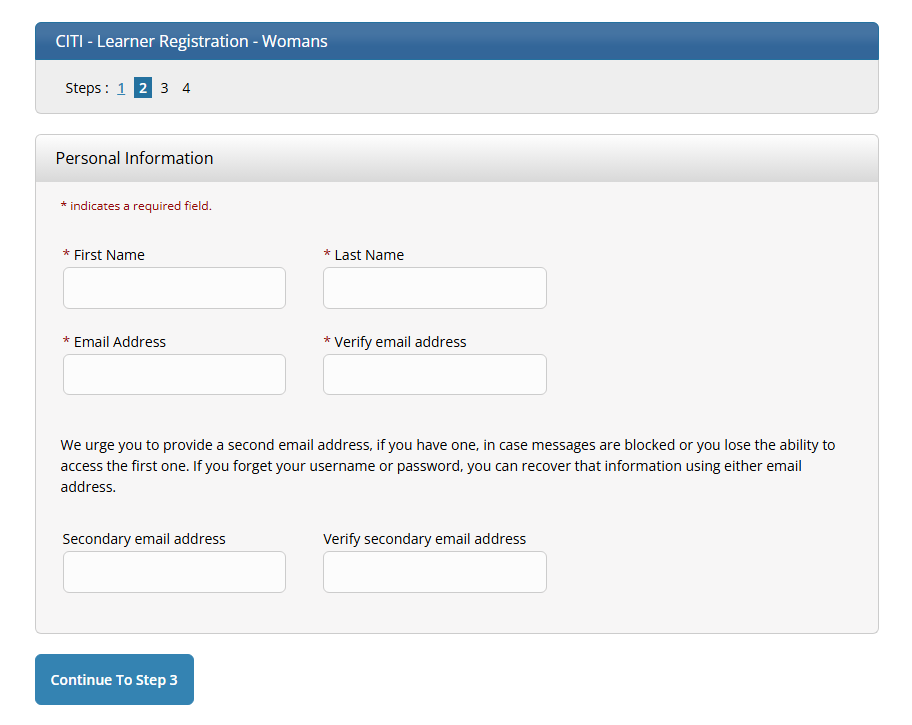 CITI - Learner Registration - Womans
Steps : 1 2 3 4
Personal Information
* indicates a required field.
* First Name * Last Name
* Email Address * Verify email address
We urge you to provide a second email address, if you have one, in case messages are blocked or you lose the ability to
access the first one. If you forget your username or password, you can recover that information using either email
address.
Secondary email address Verify secondary email address
Continue To Step 3